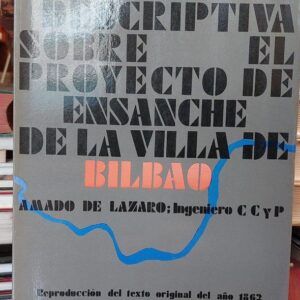 DESCRIPTIVA
SOBRE EL
PROYECTO DE
ENSANCHE
DE LA VILLA DE
BILBAO
AMADO DE LAZARO; Ingeniero C C y P
Reproducción del texto original del año 1862